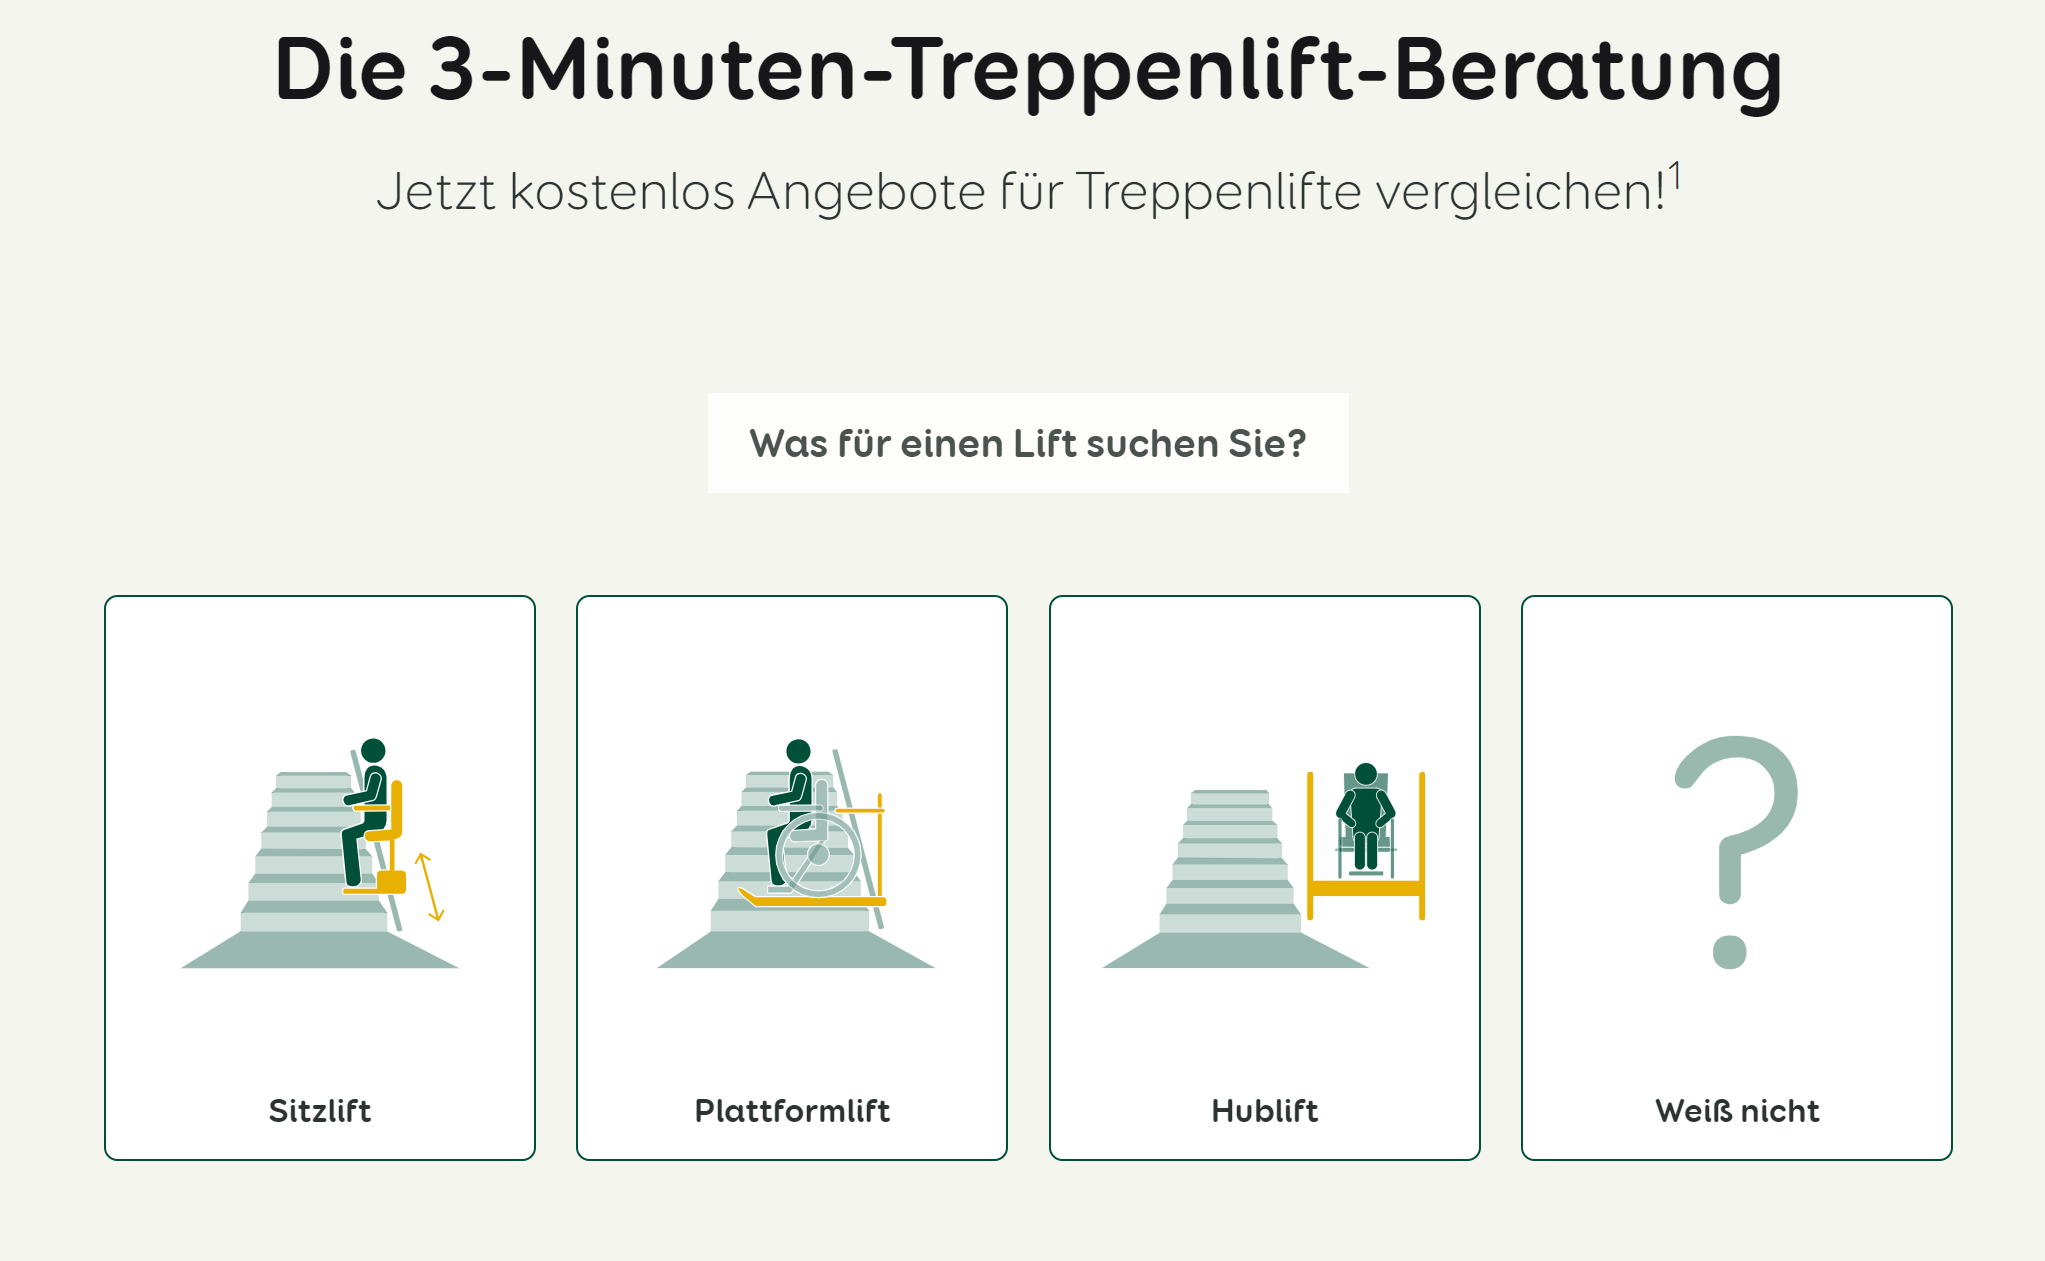 Die 3-Minuten-Treppenlift-Beratung
Jetzt kostenlos Angebote für Treppenlifte vergleichen!1
Was für einen Lift suchen Sie?
Sitzlift
Plattformlift
Hublift
Weiß nicht